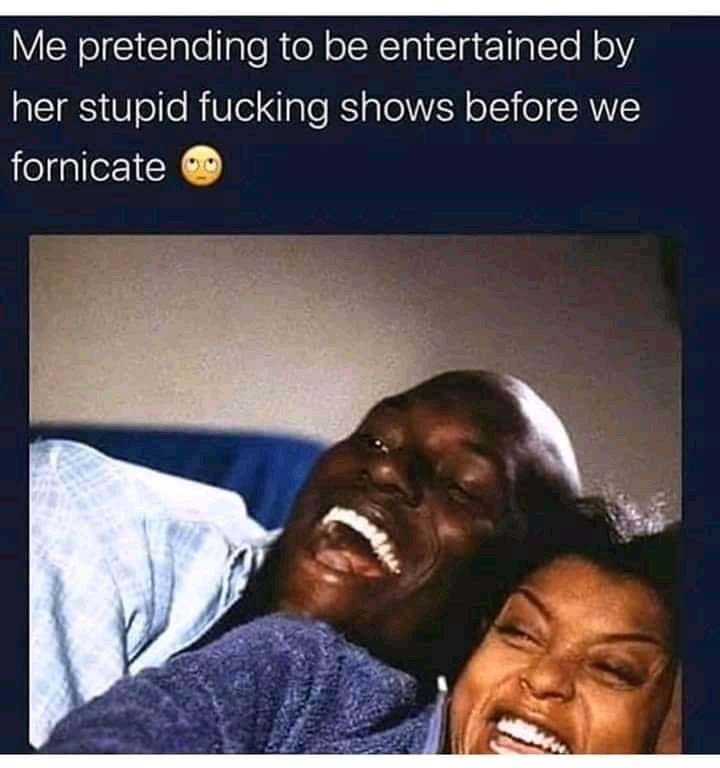 Me pretending to be entertained by
her stupid fucking shows before we
fornicate 🙄